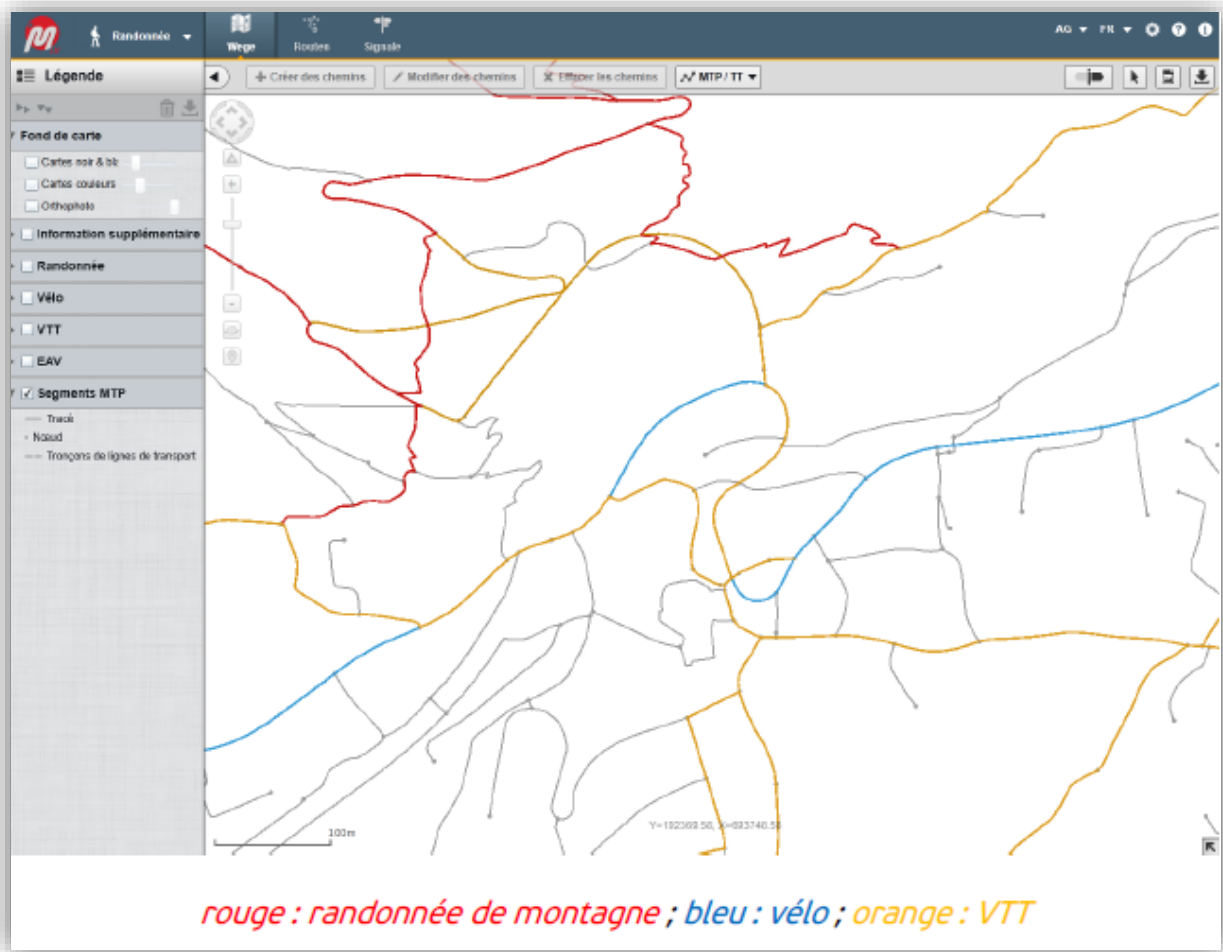 Randonnée
Wege
Routen
Signale
AG
FR
Légende
Créer des chemins
Modifier des chemins
Effacer les chemins
MTP / TT
Fond de carte
Cartes noir & blc
Cartes couleurs
Orthophoto
Information supplémentaire
Randonnée
Vélo
VTT
EAV
Segments MTP
Tracé
Nœud
Tronçons de lignes de transport
100m
rouge : randonnée de montagne ; bleu : vélo ; orange : VTT